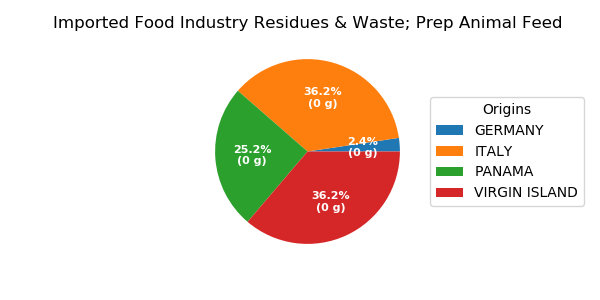 Imported Food Industry Residues & Waste; Prep Animal Feed
36.2%
(0 g)
2.4%
(0 g)
25.2%
(0 g)
36.2%
(0 g)
Origins
GERMANY
ITALY
PANAMA
VIRGIN ISLAND